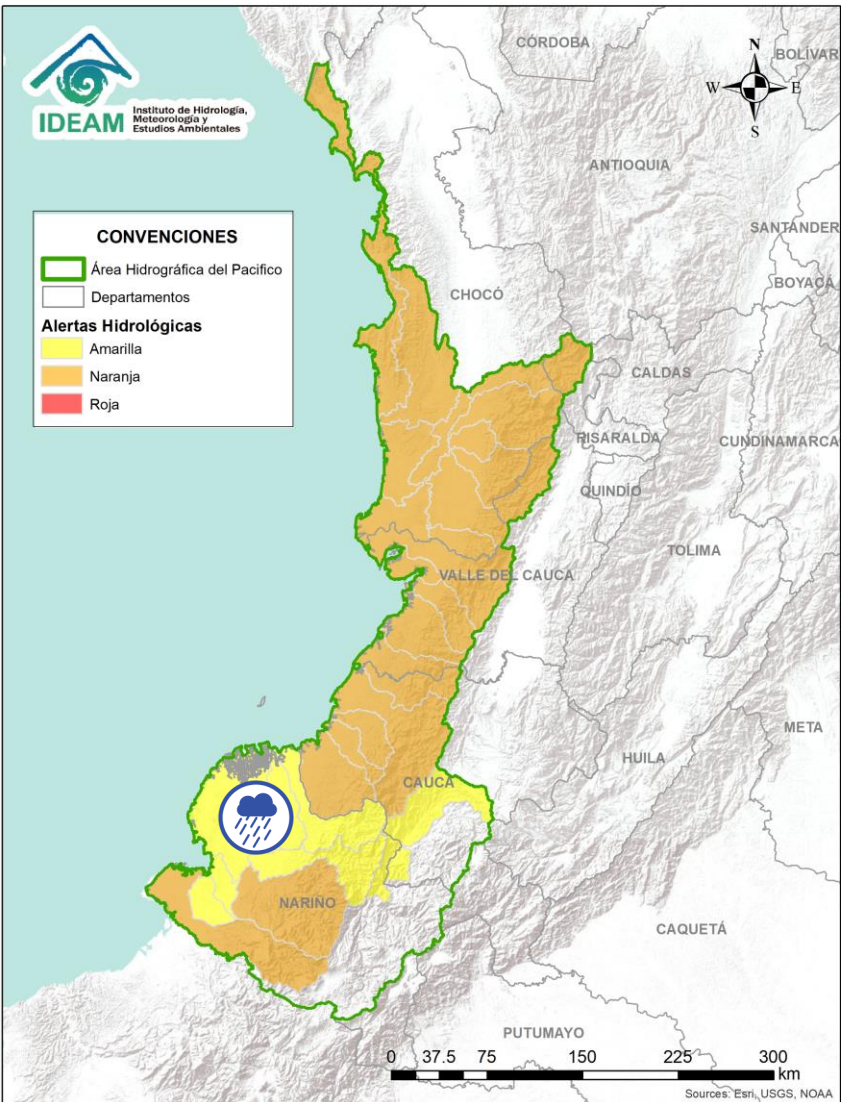 IDEAM
Instituto de Hidrología,
Meteorología y
Estudios Ambientales
N
W
E
S
CONVENCIONES
Área Hidrográfica del Pacifico
Departamentos
Alertas Hidrológicas
Amarilla
Naranja
Roja
CÓRDOBA
BOLÍVAR
ANTIOQUIA
SANTANDER
BOYACÁ
CHOCÓ
CALDAS
RISARALDA
CUNDINAMARCA
QUINDÍO
TOLIMA
VALLE DEL CAUCA
META
HUILA
CAUCA
NARIÑO
CAQUETÁ
PUTUMAYO
0 37.5 75 150 225 300
km
Sources: Esri, USGS, NOAA